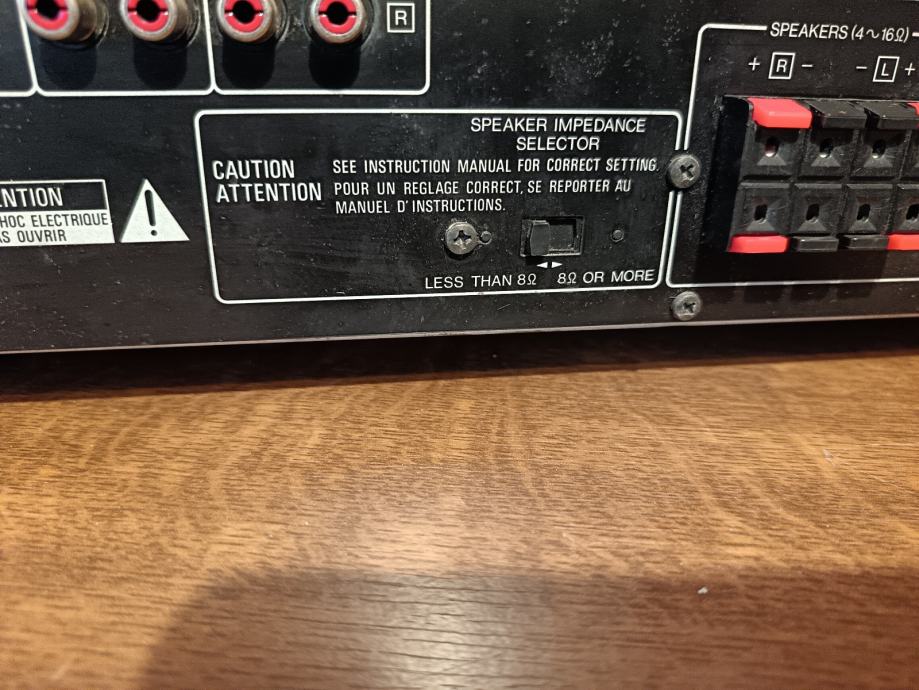 R
SPEAKERS (4～16Ω)
+ R − − L +
SPEAKER IMPEDANCE
SELECTOR
CAUTION
ATTENTION
SEE INSTRUCTION MANUAL FOR CORRECT SETTING.
POUR UN REGLAGE CORRECT, SE REPORTER AU
MANUEL D'INSTRUCTIONS.
LESS THAN 8Ω ◄ ► 8Ω OR MORE
NTION
HOC ELECTRIQUE
AS OUVRIR
!